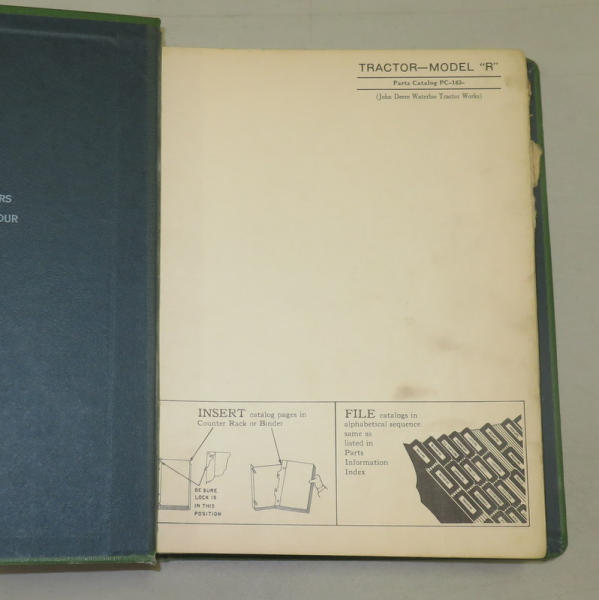 RS
OUR
TRACTOR—MODEL "R"
Parts Catalog PC-163-
(John Deere Waterloo Tractor Works)
INSERT catalog pages in
Counter Rack or Binder
BE SURE
LOCK IS
IN THIS
POSITION
FILE catalogs in
alphabetical sequence
same as
listed in
Parts
Information
Index